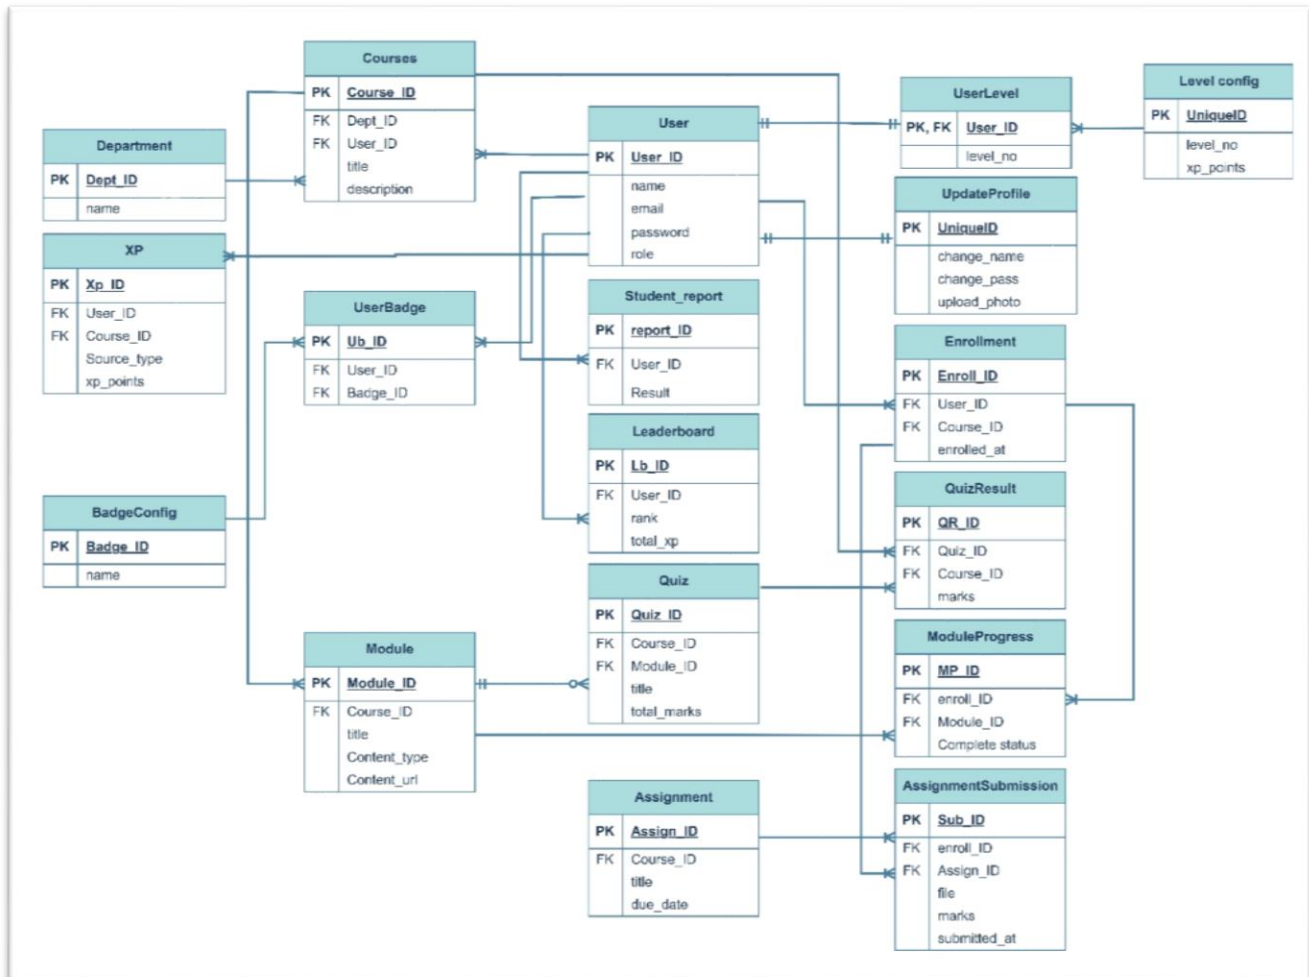 Courses
PK Course_ID
FK Dept_ID
FK User_ID
title
description
Department
PK Dept_ID
name
XP
PK Xp_ID
FK User_ID
FK Course_ID
Source_type
xp_points
UserBadge
PK Ub_ID
FK User_ID
FK Badge_ID
BadgeConfig
PK Badge_ID
name
Module
PK Module_ID
FK Course_ID
title
Content_type
Content_url
User
PK User_ID
name
email
password
role
Student_report
PK report_ID
FK User_ID
Result
Leaderboard
PK Lb_ID
FK User_ID
rank
total_xp
Quiz
PK Quiz_ID
FK Course_ID
FK Module_ID
title
total_marks
Assignment
PK Assign_ID
FK Course_ID
title
due_date
UserLevel
PK, FK User_ID
level_no
Level config
PK UniqueID
level_no
xp_points
UpdateProfile
PK UniqueID
change_name
change_pass
upload_photo
Enrollment
PK Enroll_ID
FK User_ID
FK Course_ID
enrolled_at
QuizResult
PK QR_ID
FK Quiz_ID
FK Course_ID
marks
ModuleProgress
PK MP_ID
FK enroll_ID
FK Module_ID
Complete status
AssignmentSubmission
PK Sub_ID
FK enroll_ID
FK Assign_ID
file
marks
submitted_at